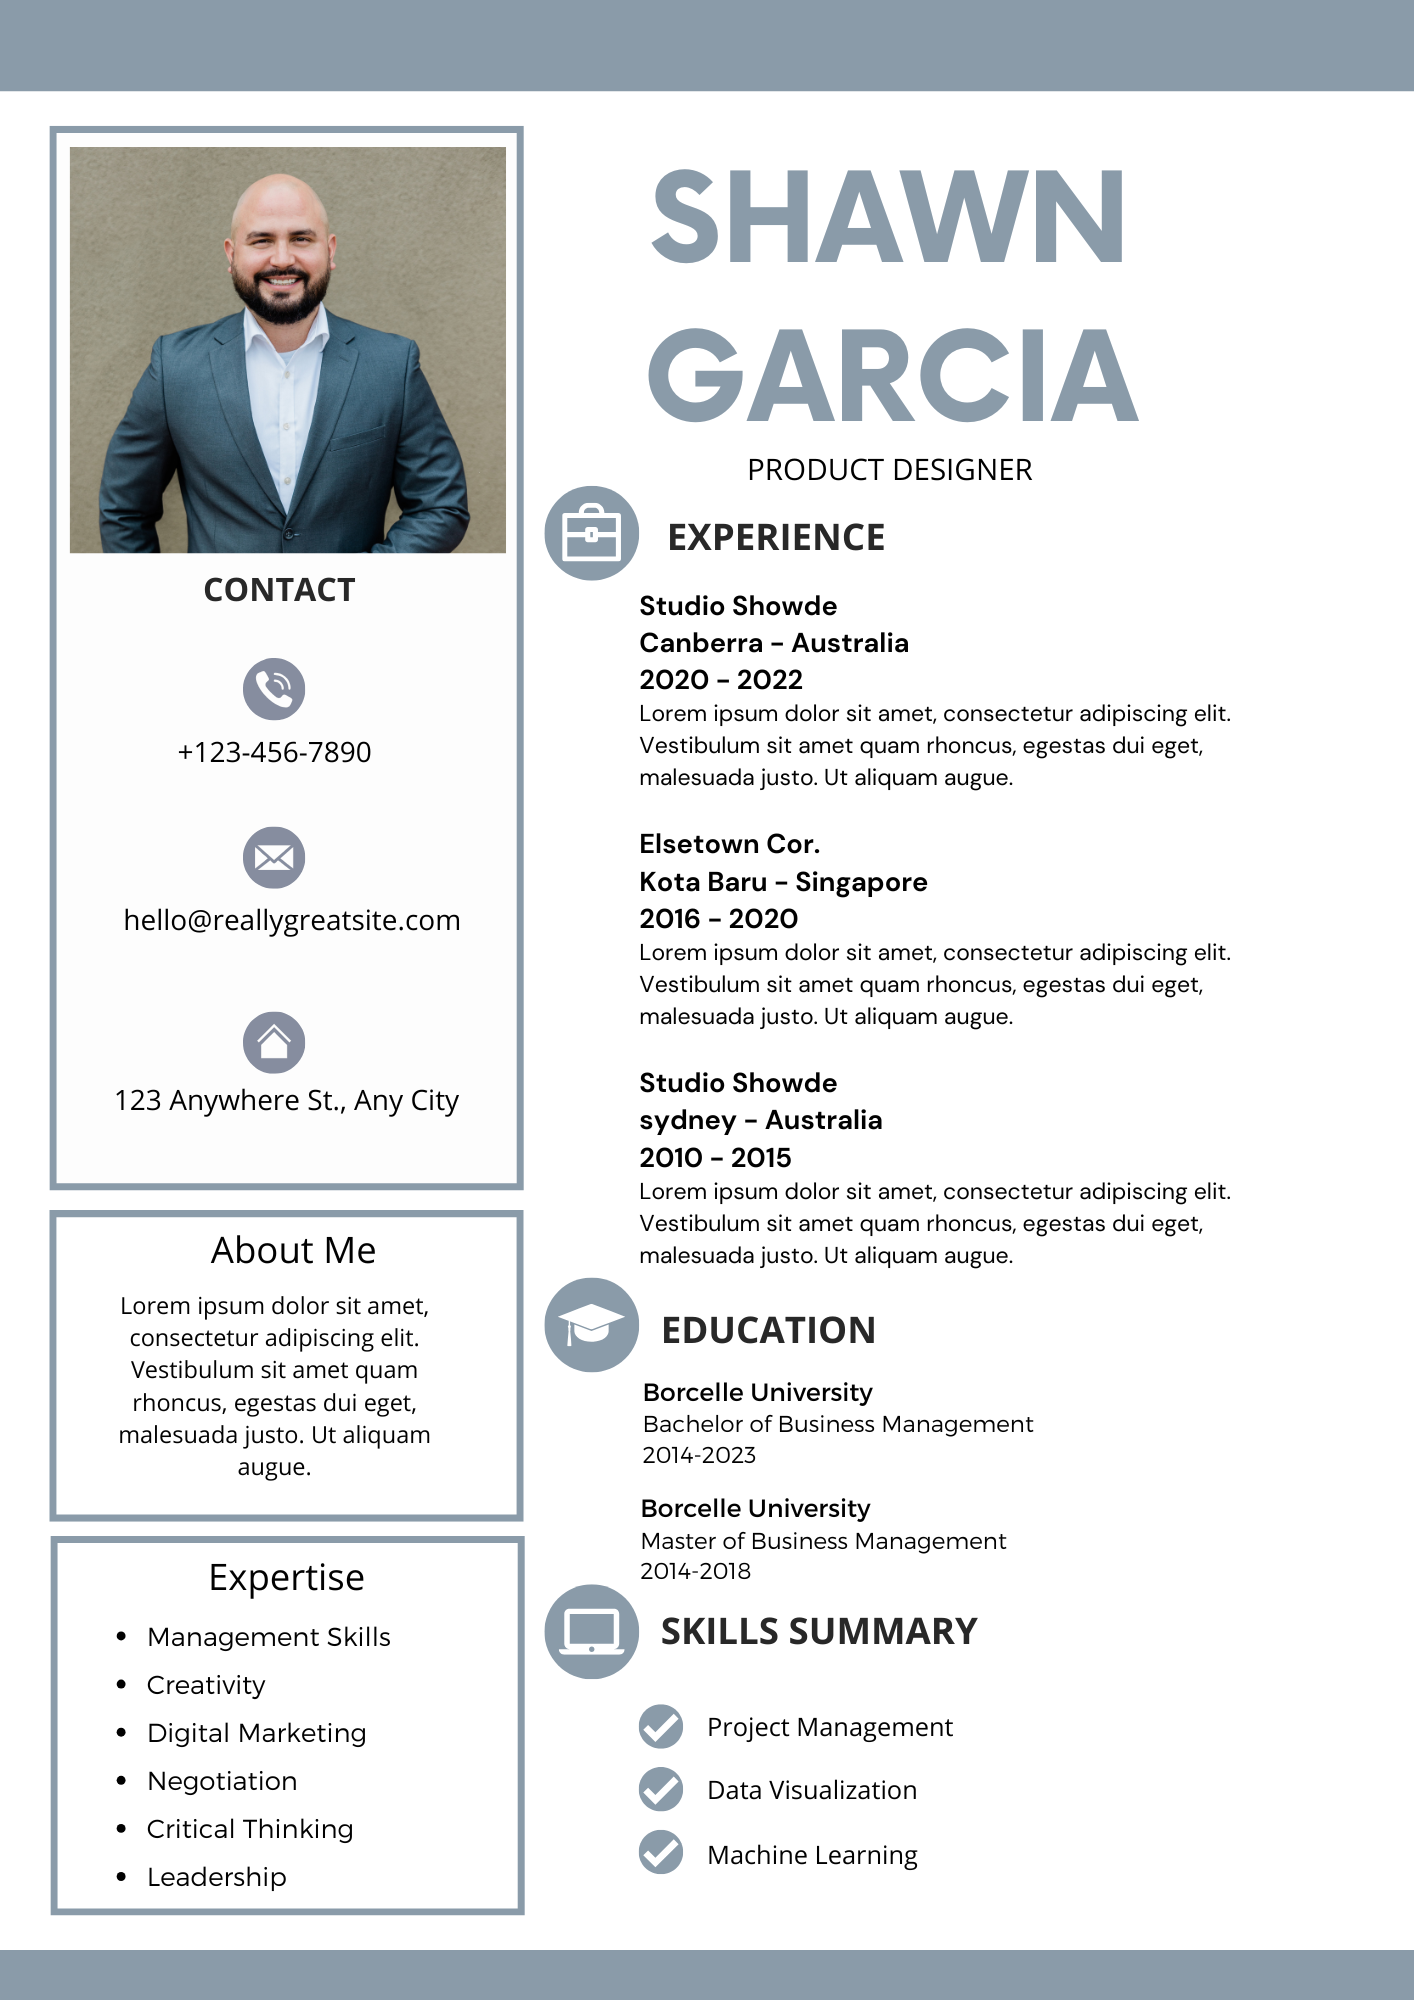 SHAWN
GARCIA
PRODUCT DESIGNER
CONTACT
+123-456-7890
hello@reallygreatsite.com
123 Anywhere St., Any City
About Me
Lorem ipsum dolor sit amet,
consectetur adipiscing elit.
Vestibulum sit amet quam
rhoncus, egestas dui eget,
malesuada justo. Ut aliquam
augue.
Expertise
• Management Skills
• Creativity
• Digital Marketing
• Negotiation
• Critical Thinking
• Leadership
EXPERIENCE
Studio Showde
Canberra - Australia
2020 - 2022
Lorem ipsum dolor sit amet, consectetur adipiscing elit.
Vestibulum sit amet quam rhoncus, egestas dui eget,
malesuada justo. Ut aliquam augue.
Elsetown Cor.
Kota Baru - Singapore
2016 - 2020
Lorem ipsum dolor sit amet, consectetur adipiscing elit.
Vestibulum sit amet quam rhoncus, egestas dui eget,
malesuada justo. Ut aliquam augue.
Studio Showde
sydney - Australia
2010 - 2015
Lorem ipsum dolor sit amet, consectetur adipiscing elit.
Vestibulum sit amet quam rhoncus, egestas dui eget,
malesuada justo. Ut aliquam augue.
EDUCATION
Borcelle University
Bachelor of Business Management
2014-2023
Borcelle University
Master of Business Management
2014-2018
SKILLS SUMMARY
Project Management
Data Visualization
Machine Learning